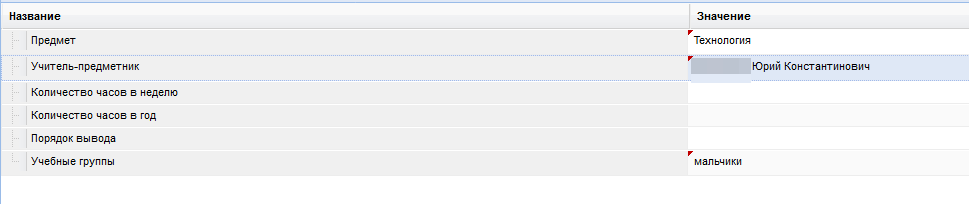 Название Значение
Предмет Технология
Учитель-предметник Юрий Константинович
Количество часов в неделю
Количество часов в год
Порядок вывода
Учебные группы мальчики